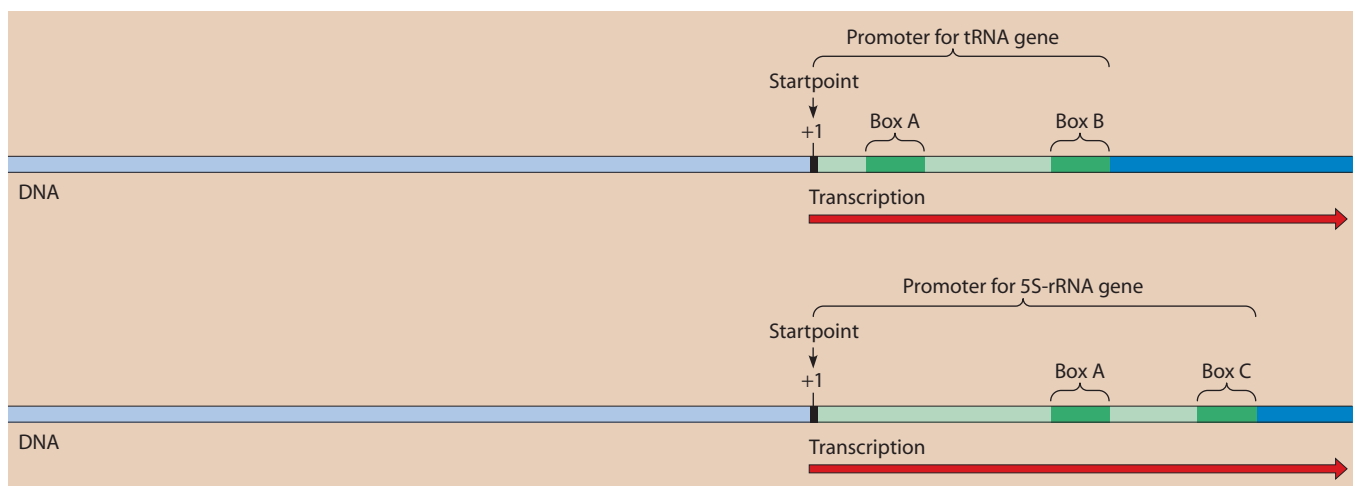 Promoter for tRNA gene
Startpoint
+1
Box A
Box B
DNA
Transcription
Promoter for 5S-rRNA gene
Startpoint
+1
Box A
Box C
DNA
Transcription